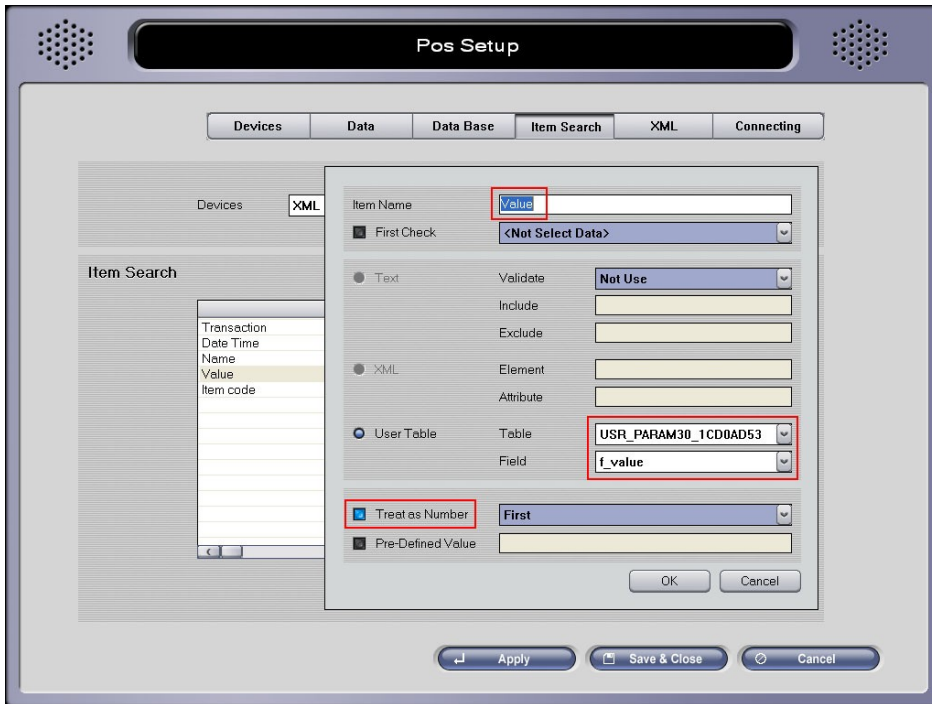 Pos Setup
Devices Data Data Base Item Search XML Connecting
Devices XML
Item Name Value
First Check <Not Select Data>
Item Search
Text Validate Not Use
Include
Exclude
Transaction
Date Time
Name
Value
Item code
XML Element
Attribute
User Table Table USR_PARAM30_1CD0AD53
Field f_value
Treat as Number First
Pre-Defined Value
OK Cancel
Apply Save & Close Cancel